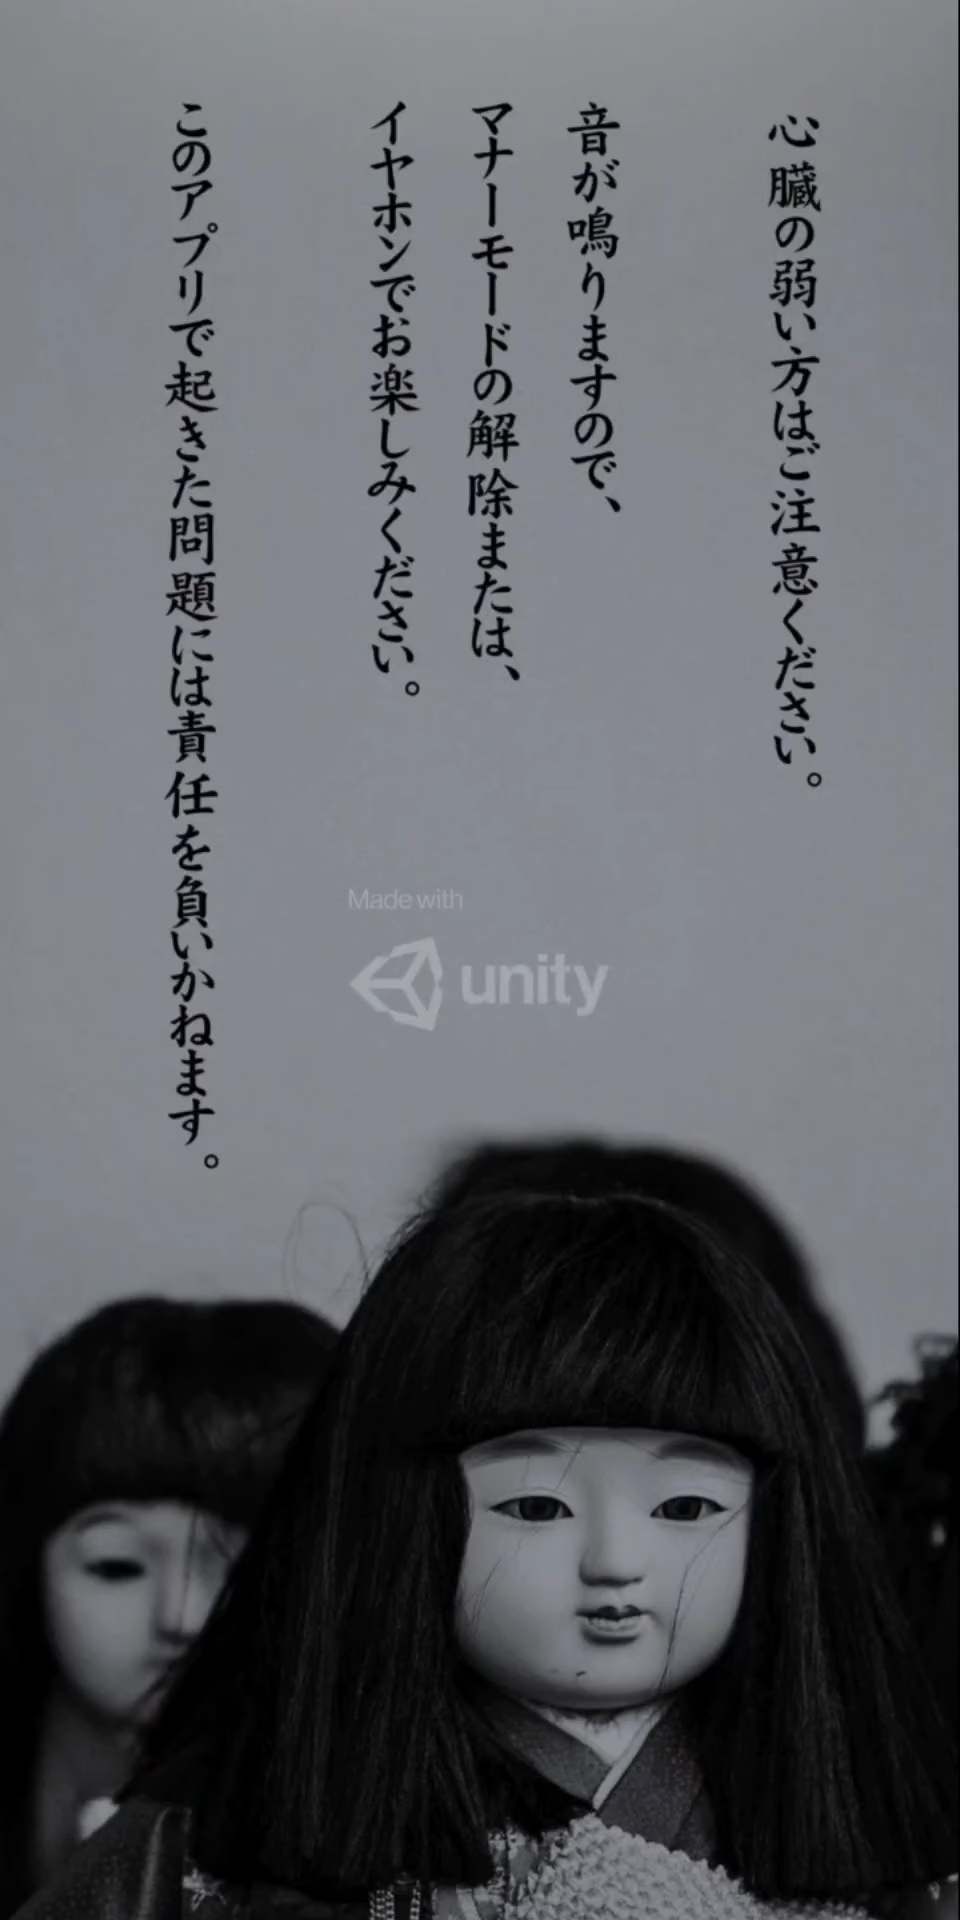 心臓の弱い方はご注意ください。
音が鳴りますので、
マナーモードの解除または、
イヤホンでお楽しみください。
このアプリで起きた問題には責任を負いかねます。
Made with
unity